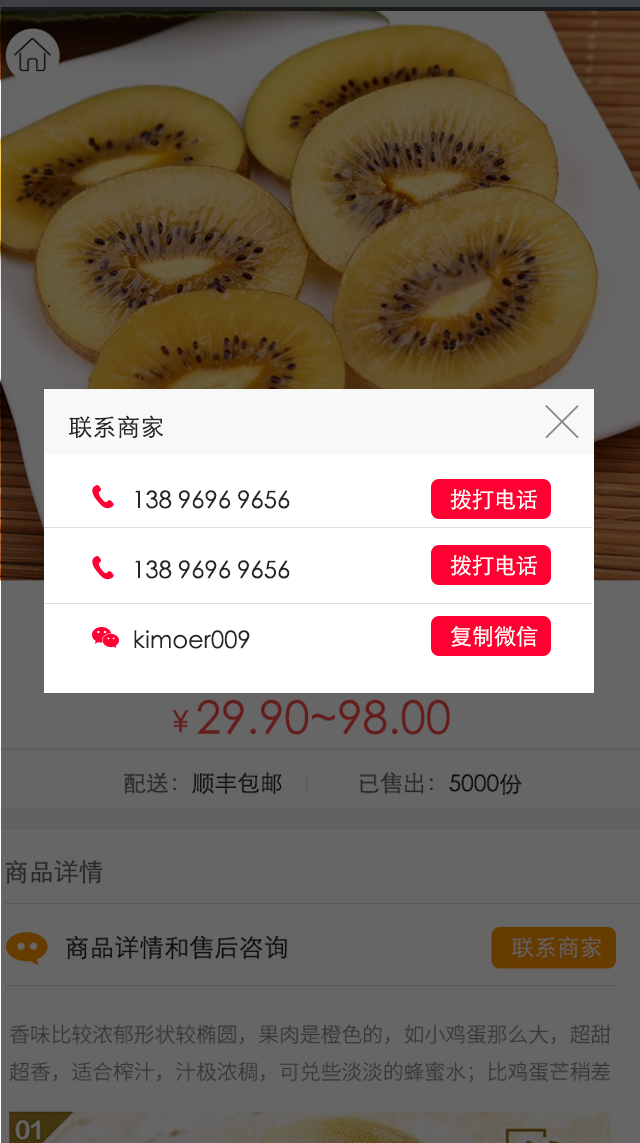 联系商家
138 9696 9656
拨打电话
138 9696 9656
拨打电话
kimoer009
复制微信
¥29.90~98.00
配送：顺丰包邮
已售出：5000份
商品详情
商品详情和售后咨询
联系商家
香味比较浓郁形状较椭圆，果肉是橙色的，如小鸡蛋那么大，超甜
超香，适合榨汁，汁极浓稠，可兑些淡淡的蜂蜜水；比鸡蛋芒稍差
01